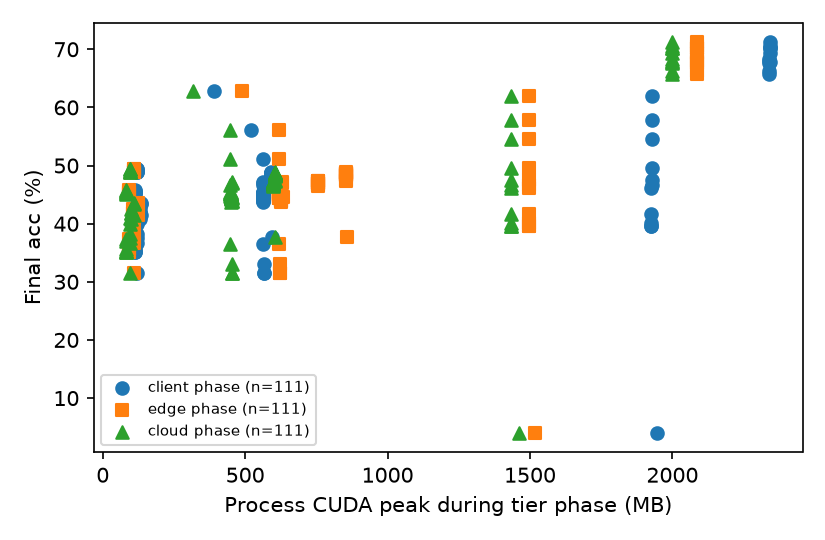 70
60
50
40
30
20
10
Final acc (%)
client phase (n=111)
edge phase (n=111)
cloud phase (n=111)
0 500 1000 1500 2000
Process CUDA peak during tier phase (MB)